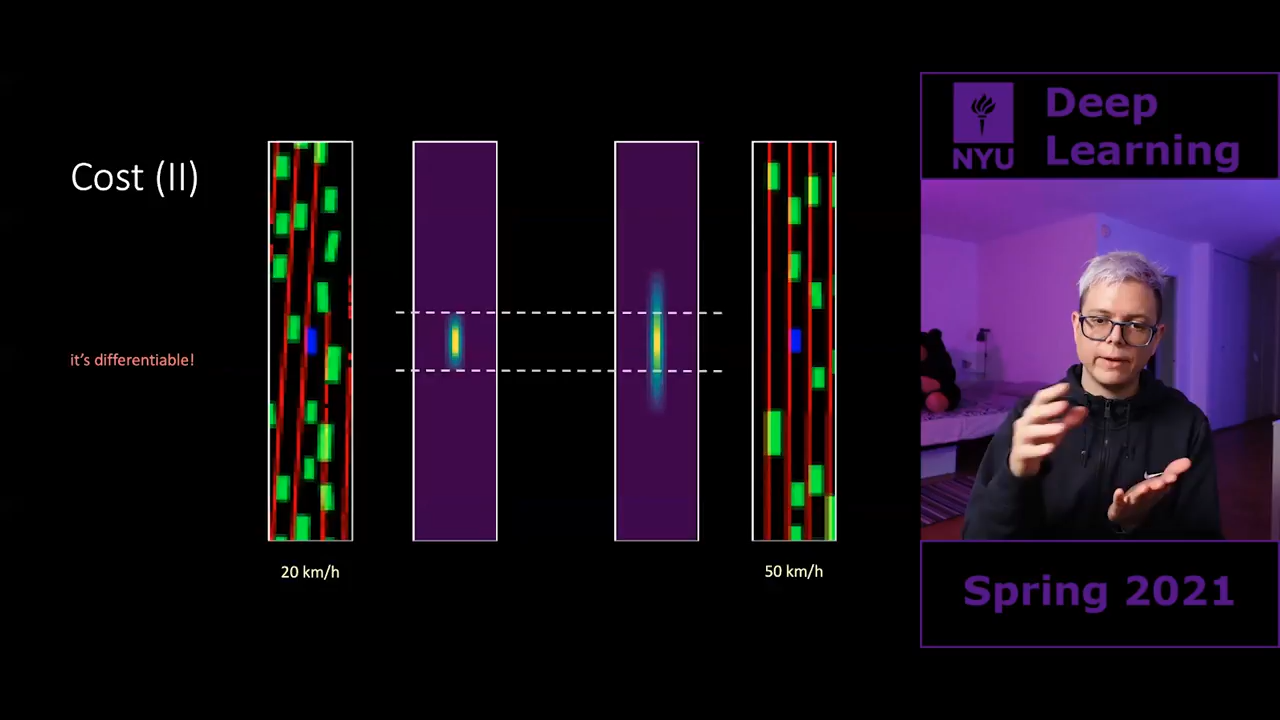 Cost (II)
it's differentiable!
20 km/h
50 km/h
NYU
Deep
Learning
Spring 2021